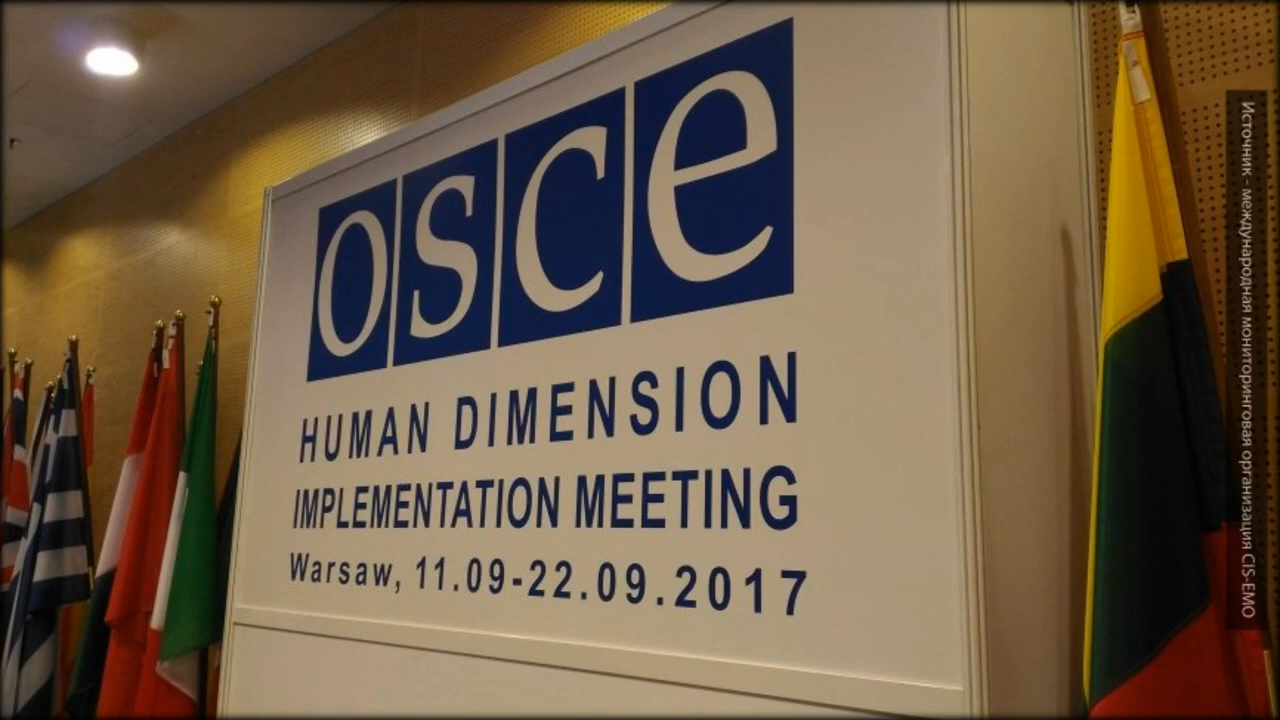 OSCE
HUMAN DIMENSION
IMPLEMENTATION MEETING
Warsaw, 11.09-22.09.2017
Источник - международная мониторинговая организация CIS-EMO